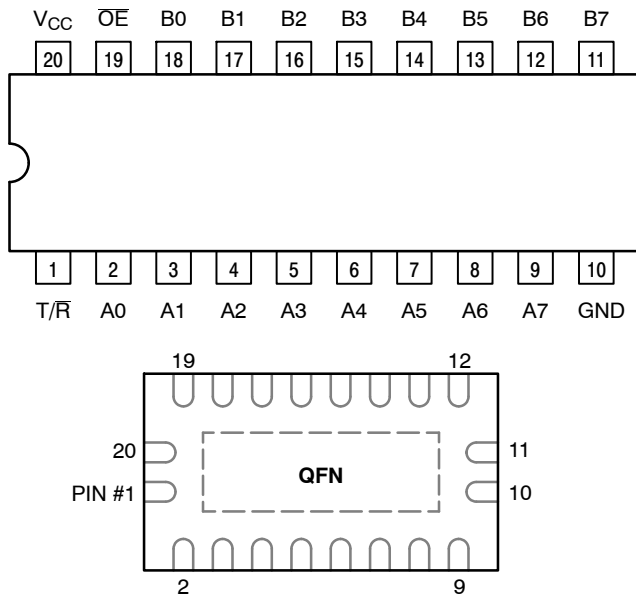 V_CC O̅E̅ B0 B1 B2 B3 B4 B5 B6 B7
20 19 18 17 16 15 14 13 12 11
1 2 3 4 5 6 7 8 9 10
T/R̅ A0 A1 A2 A3 A4 A5 A6 A7 GND
19 12
20 11
QFN
PIN #1 10
2 9